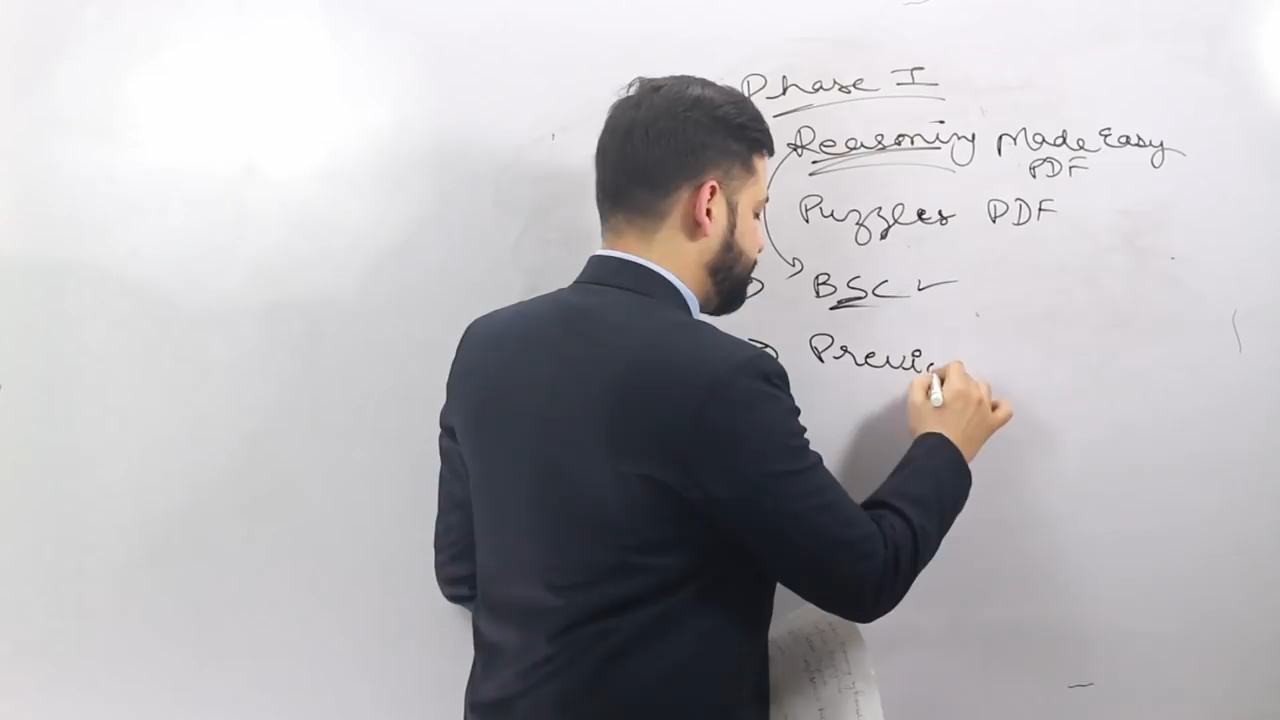 Phase I
Reasoning Made Easy
PDF
Puzzles PDF
BSC
Previ